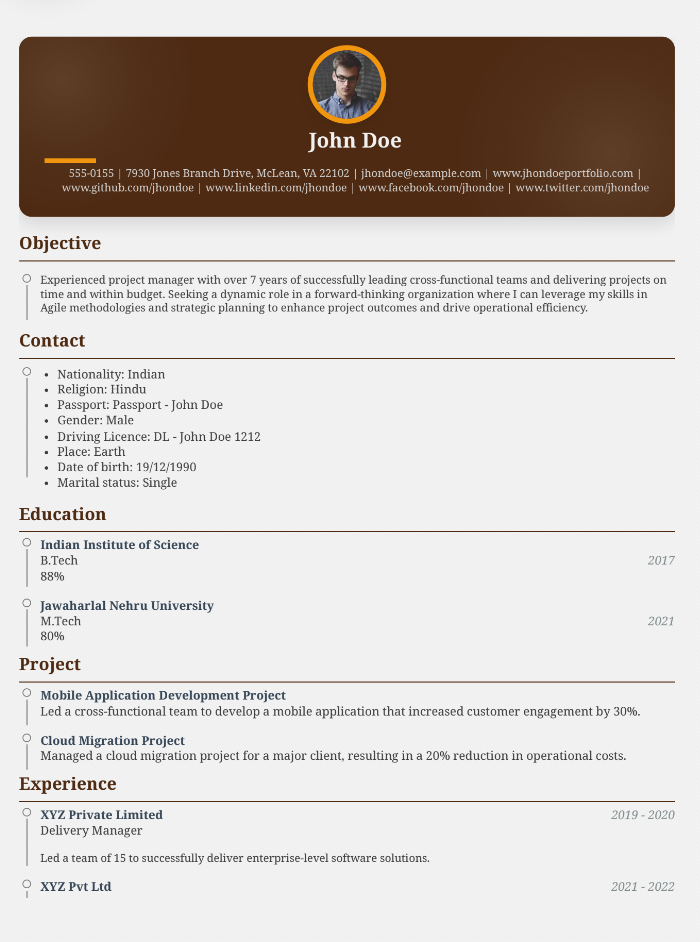 John Doe
555-0155 | 7930 Jones Branch Drive, McLean, VA 22102 | jhondoe@example.com | www.jhondoeportfolio.com |
www.github.com/jhondoe | www.linkedin.com/jhondoe | www.facebook.com/jhondoe | www.twitter.com/jhondoe
Objective
Experienced project manager with over 7 years of successfully leading cross-functional teams and delivering projects on
time and within budget. Seeking a dynamic role in a forward-thinking organization where I can leverage my skills in
Agile methodologies and strategic planning to enhance project outcomes and drive operational efficiency.
Contact
• Nationality: Indian
• Religion: Hindu
• Passport: Passport - John Doe
• Gender: Male
• Driving Licence: DL - John Doe 1212
• Place: Earth
• Date of birth: 19/12/1990
• Marital status: Single
Education
Indian Institute of Science
B.Tech 2017
88%
Jawaharlal Nehru University
M.Tech 2021
80%
Project
Mobile Application Development Project
Led a cross-functional team to develop a mobile application that increased customer engagement by 30%.
Cloud Migration Project
Managed a cloud migration project for a major client, resulting in a 20% reduction in operational costs.
Experience
XYZ Private Limited 2019 - 2020
Delivery Manager
Led a team of 15 to successfully deliver enterprise-level software solutions.
XYZ Pvt Ltd 2021 - 2022